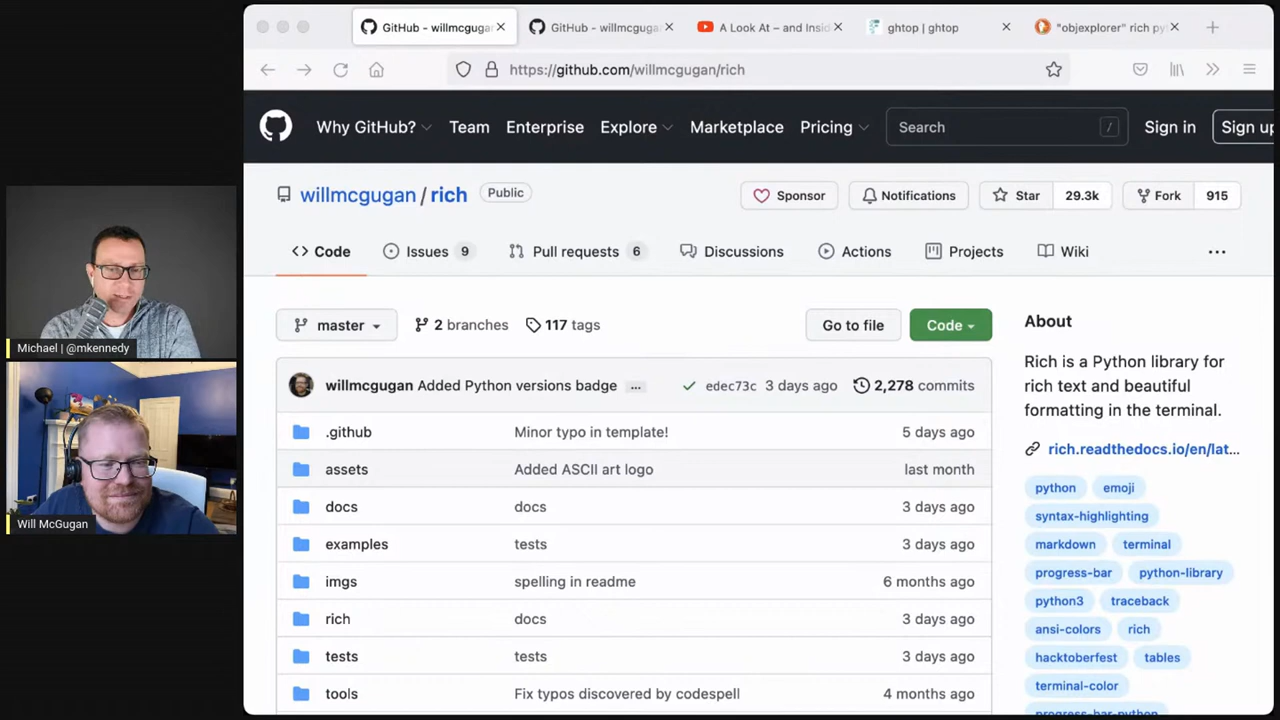 GitHub - willmcguga
GitHub - willmcguga
A Look At – and Insid
ghtop | ghtop
"objexplorer" rich py
https://github.com/willmcgugan/rich
Why GitHub?
Team
Enterprise
Explore
Marketplace
Pricing
Search
/
Sign in
Sign up
willmcgugan / rich
Public
Sponsor
Notifications
Star
29.3k
Fork
915
Code
Issues
9
Pull requests
6
Discussions
Actions
Projects
Wiki
master
2 branches
117 tags
Go to file
Code
About
Rich is a Python library for
rich text and beautiful
formatting in the terminal.
rich.readthedocs.io/en/lat...
python
emoji
syntax-highlighting
markdown
terminal
progress-bar
python-library
python3
traceback
ansi-colors
rich
hacktoberfest
tables
terminal-color
progress-bar-python
willmcgugan Added Python versions badge
edec73c 3 days ago
2,278 commits
.github
Minor typo in template!
5 days ago
assets
Added ASCII art logo
last month
docs
docs
3 days ago
examples
tests
3 days ago
imgs
spelling in readme
6 months ago
rich
docs
3 days ago
tests
tests
3 days ago
tools
Fix typos discovered by codespell
4 months ago
Michael | @mkennedy
Will McGugan